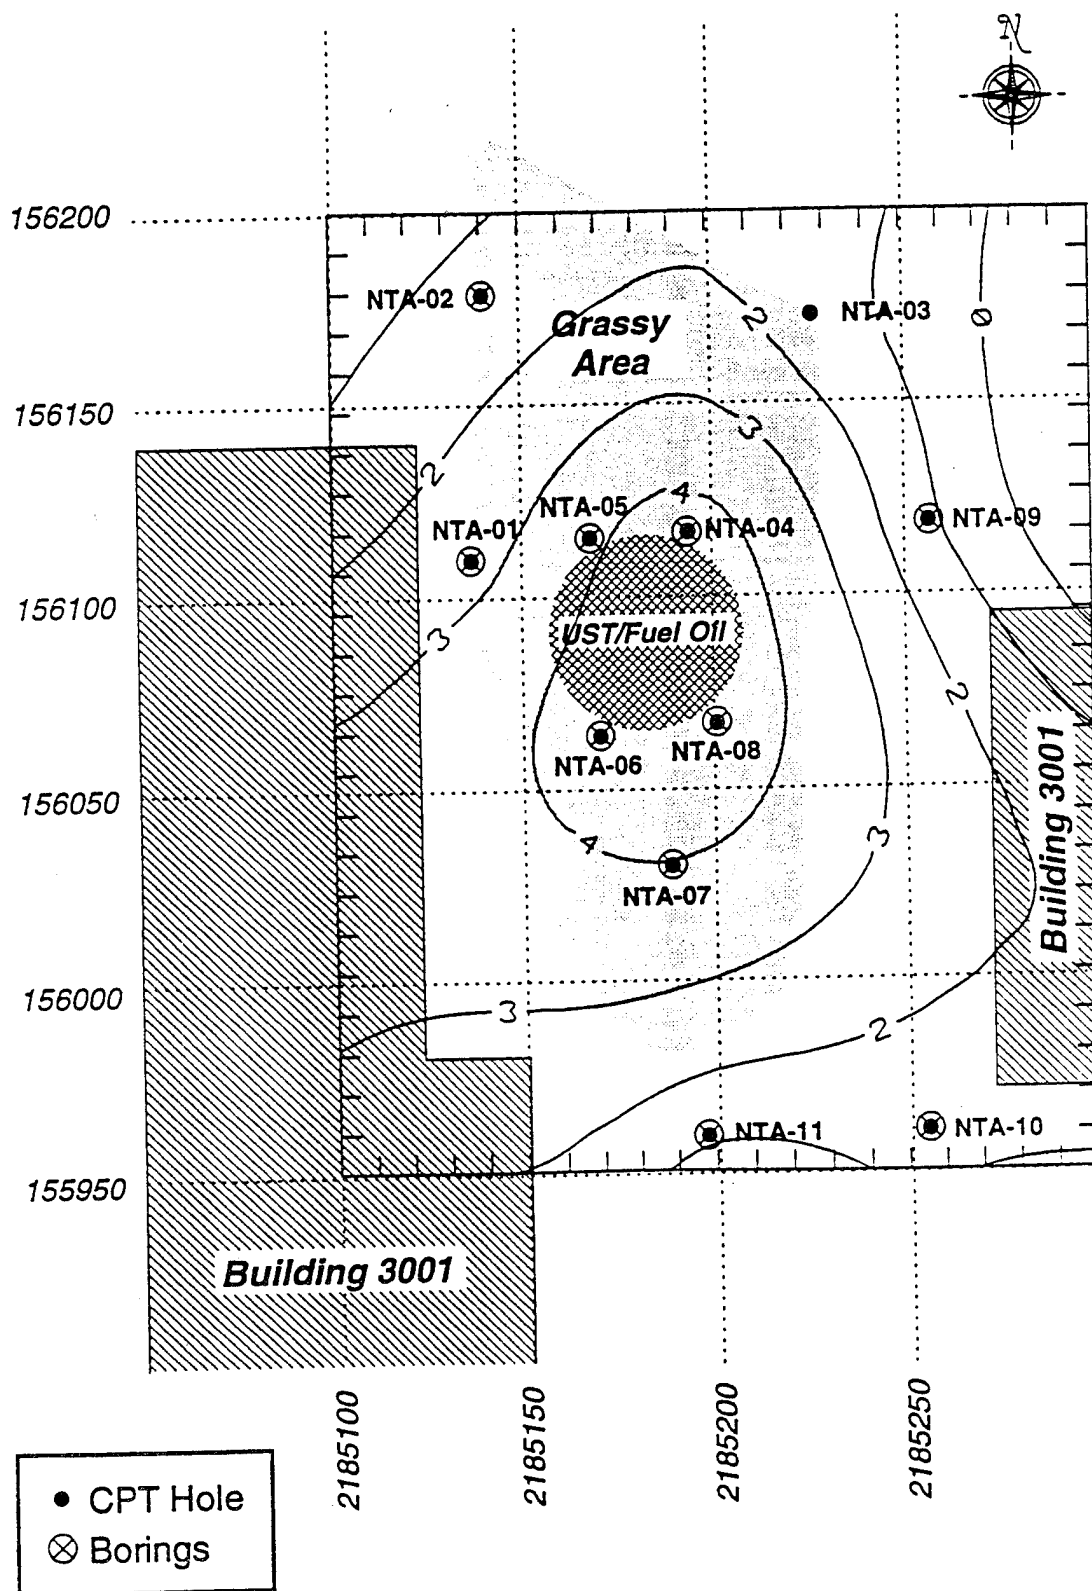 N
156200
NTA-02
NTA-03
Grassy
Area
2
0
156150
3
2
4
NTA-05
NTA-04
NTA-01
NTA-09
156100
UST/Fuel Oil
3
2
NTA-08
NTA-06
Building 3001
156050
4
3
NTA-07
156000
3
2
NTA-11
NTA-10
155950
Building 3001
2185100
2185150
2185200
2185250
CPT Hole
Borings